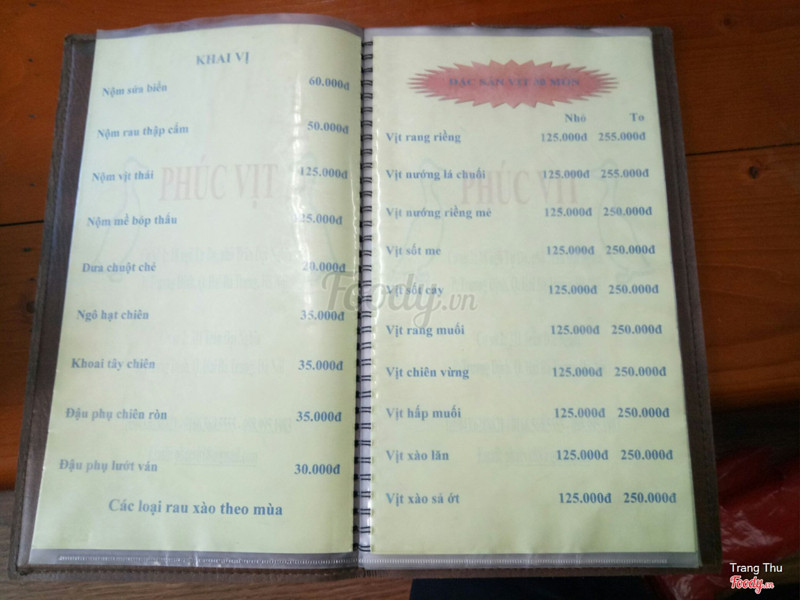 KHAI VỊ
Nộm sứa biển 60.000đ
Nộm rau thập cẩm 50.000đ
Nộm vịt thái 125.000đ
Nộm mề bóp thấu 25.000đ
Dưa chuột chẻ 20.000đ
Ngô hạt chiên 35.000đ
Khoai tây chiên 35.000đ
Đậu phụ chiên ròn 35.000đ
Đậu phụ lướt ván 30.000đ
Các loại rau xào theo mùa
PHÚC VỊT
ĐẶC SẢN VỊT 30 MÓN
Nhỏ To
Vịt rang riềng 125.000đ 255.000đ
Vịt nướng lá chuối 125.000đ 255.000đ
Vịt nướng riềng mẻ 125.000đ 250.000đ
Vịt sốt me 125.000đ 250.000đ
Vịt sốt cay 125.000đ 250.000đ
Vịt rang muối 125.000đ 250.000đ
Vịt chiên vừng 125.000đ 250.000đ
Vịt hấp muối 125.000đ 250.000đ
Vịt xào lăn 125.000đ 250.000đ
Vịt xào sả ớt 125.000đ 250.000đ
PHÚC VỊT
Foody.vn
Trang Thu
Foody.vn